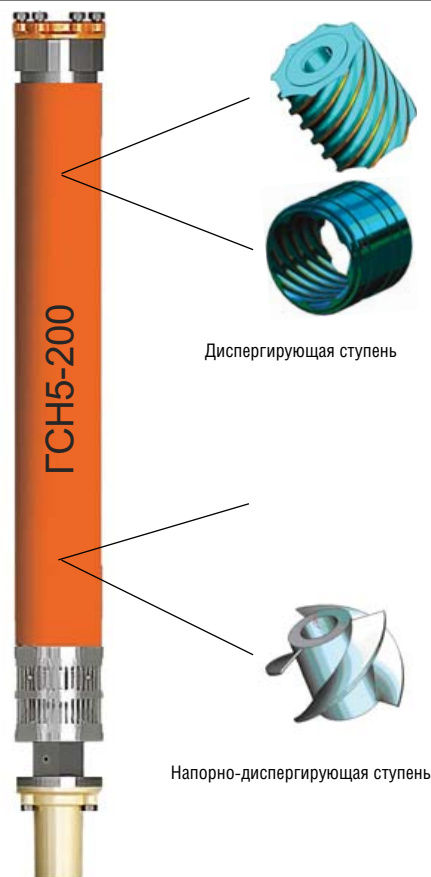 Диспергирующая ступень
ГСН5-200
Напорно-диспергирующая ступень